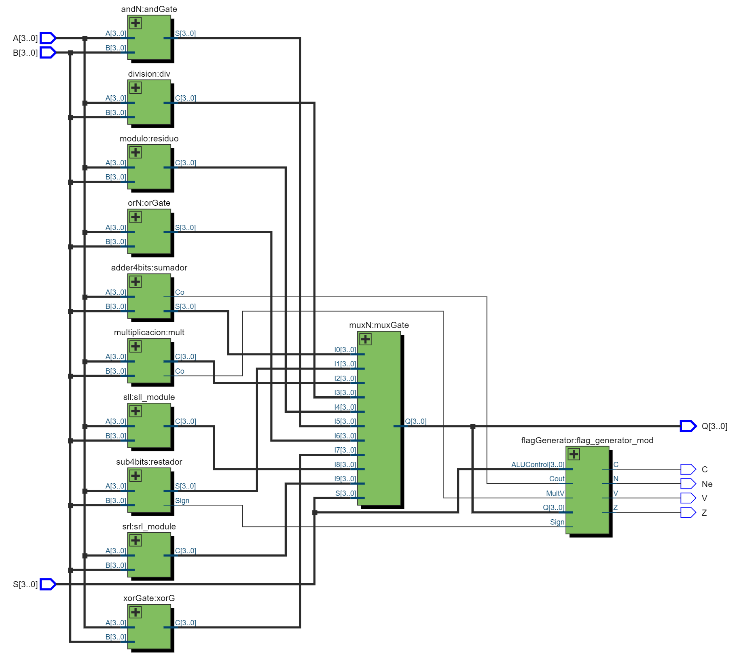 andN:andGate
A[3..0]
B[3..0]
A[3..0]
B[3..0]
S[3..0]
division:div
A[3..0]
B[3..0]
C[3..0]
modulo:residuo
A[3..0]
B[3..0]
C[3..0]
orN:orGate
A[3..0]
B[3..0]
S[3..0]
adder4bits:sumador
A[3..0]
B[3..0]
Co
S[3..0]
multiplicacion:mult
A[3..0]
B[3..0]
C[3..0]
Co
sll:sll_module
A[3..0]
B[3..0]
C[3..0]
sub4bits:restador
A[3..0]
B[3..0]
S[3..0]
Sign
srl:srl_module
A[3..0]
B[3..0]
C[3..0]
S[3..0]
xorGate:xorG
A[3..0]
B[3..0]
C[3..0]
muxN:muxGate
I0[3..0]
I1[3..0]
I2[3..0]
I3[3..0]
I4[3..0]
I5[3..0]
I6[3..0]
I7[3..0]
I8[3..0]
I9[3..0]
S[3..0]
Q[3..0]
Q[3..0]
flagGenerator:flag_generator_mod
ALUControl[3..0]
Cout
MultV
Q[3..0]
Sign
C
N
V
Z
C
Ne
V
Z